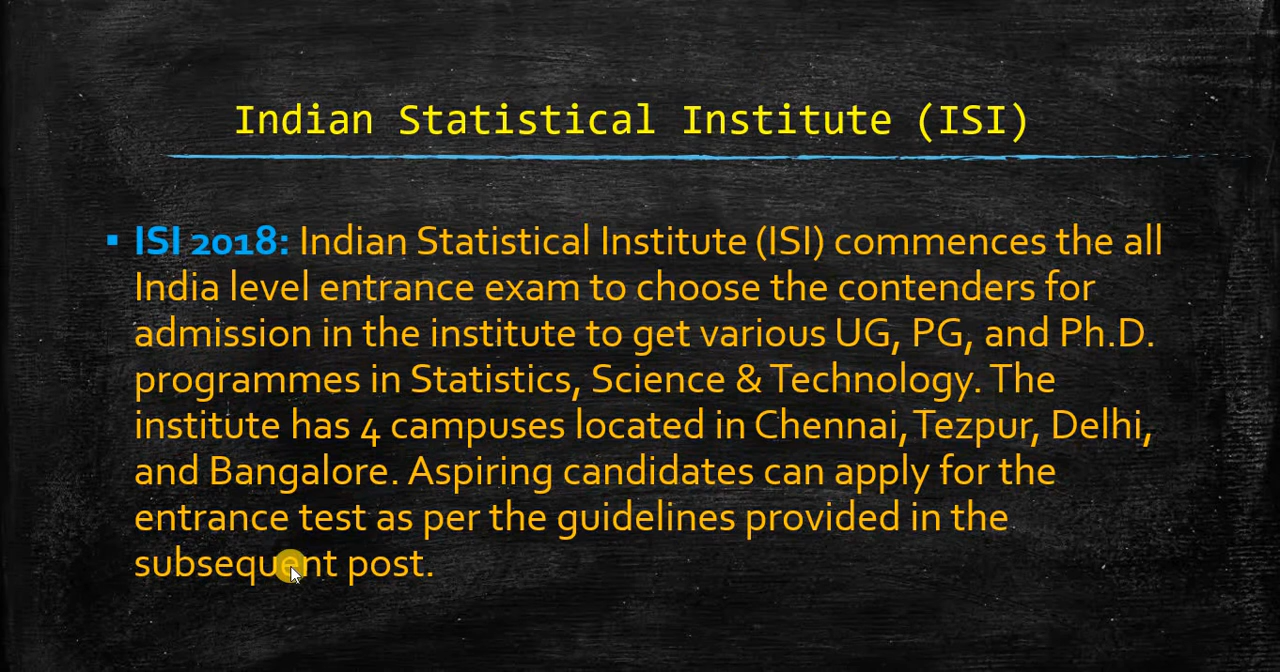 Indian Statistical Institute (ISI)
▪ ISI 2018: Indian Statistical Institute (ISI) commences the all
India level entrance exam to choose the contenders for
admission in the institute to get various UG, PG, and Ph.D.
programmes in Statistics, Science & Technology. The
institute has 4 campuses located in Chennai, Tezpur, Delhi,
and Bangalore. Aspiring candidates can apply for the
entrance test as per the guidelines provided in the
subsequent post.